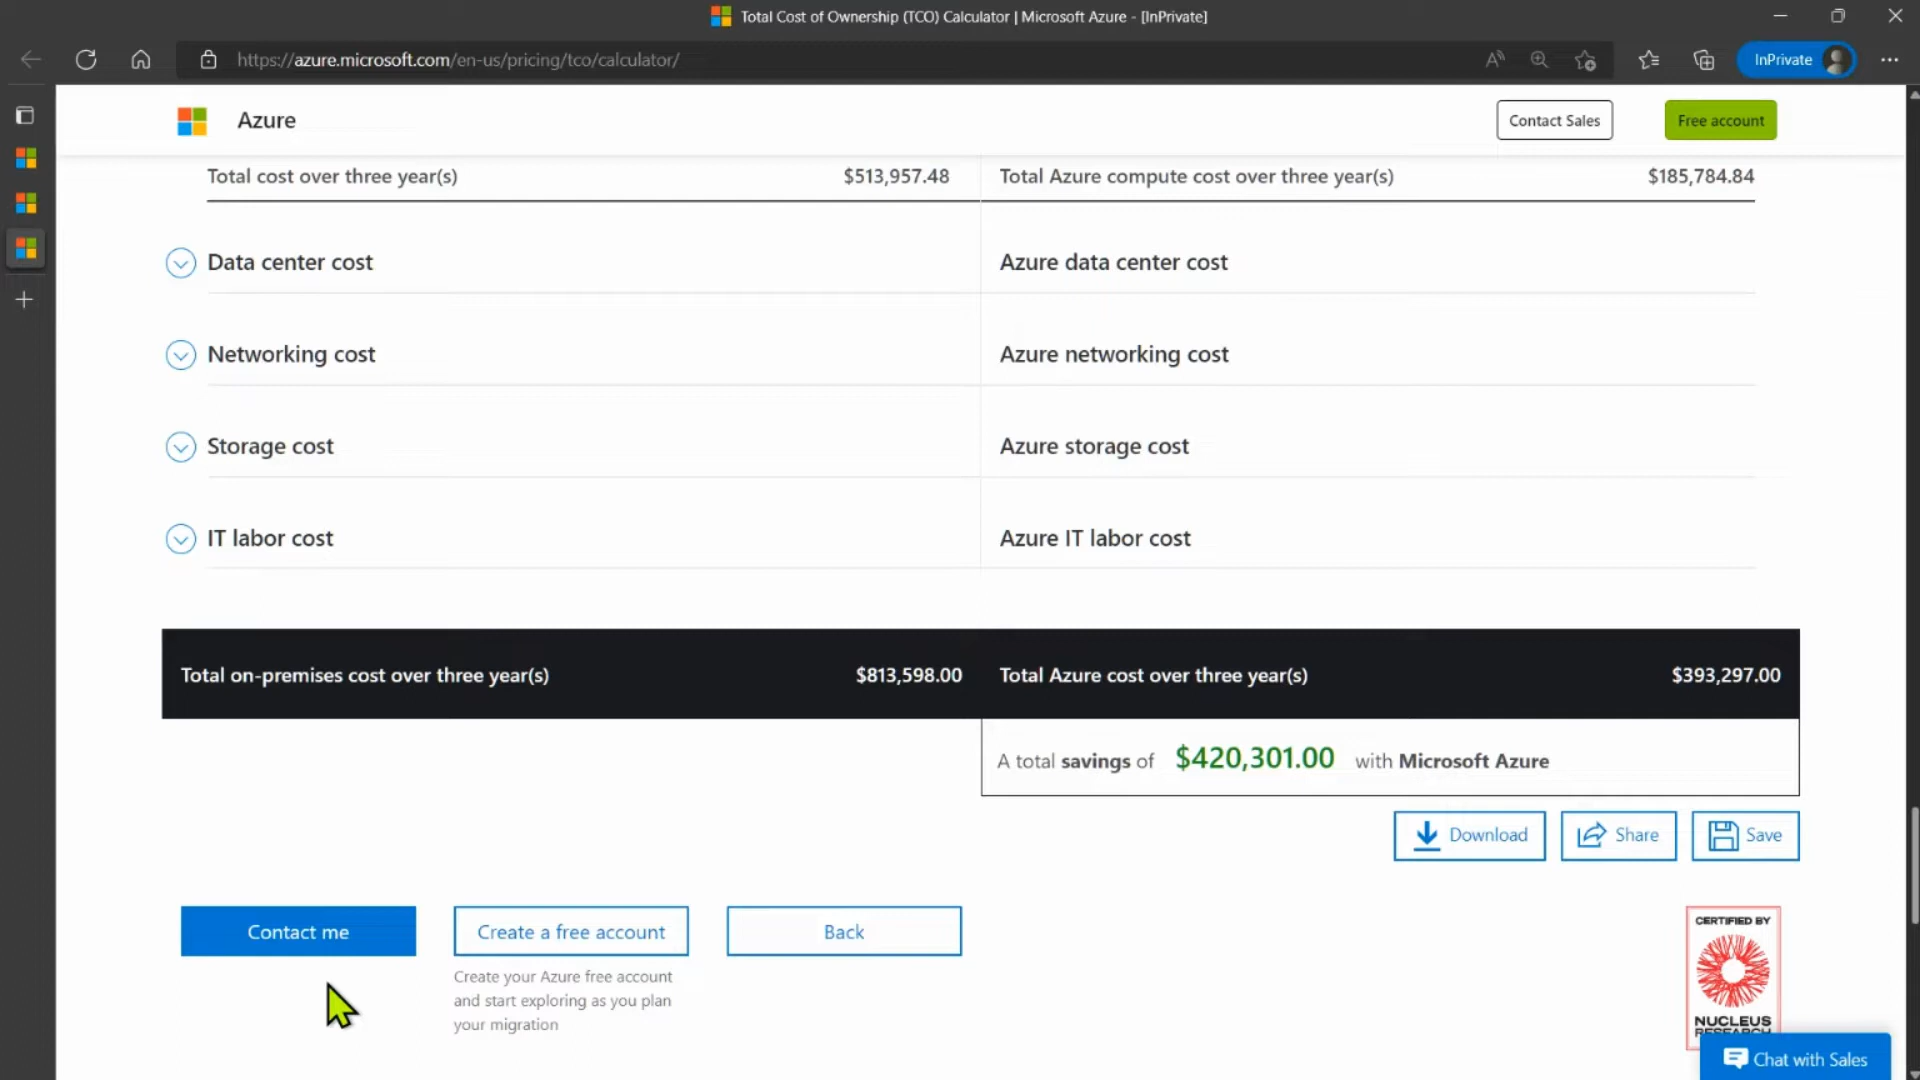 Total Cost of Ownership (TCO) Calculator | Microsoft Azure - [InPrivate]
https://azure.microsoft.com/en-us/pricing/tco/calculator/
InPrivate
Azure
Contact Sales
Free account
Total cost over three year(s) $513,957.48 Total Azure compute cost over three year(s) $185,784.84
Data center cost Azure data center cost
Networking cost Azure networking cost
Storage cost Azure storage cost
IT labor cost Azure IT labor cost
Total on-premises cost over three year(s) $813,598.00 Total Azure cost over three year(s) $393,297.00
A total savings of $420,301.00 with Microsoft Azure
Download Share Save
Contact me Create a free account Back
Create your Azure free account
and start exploring as you plan
your migration
CERTIFIED BY
NUCLEUS
RESEARCH
Chat with Sales